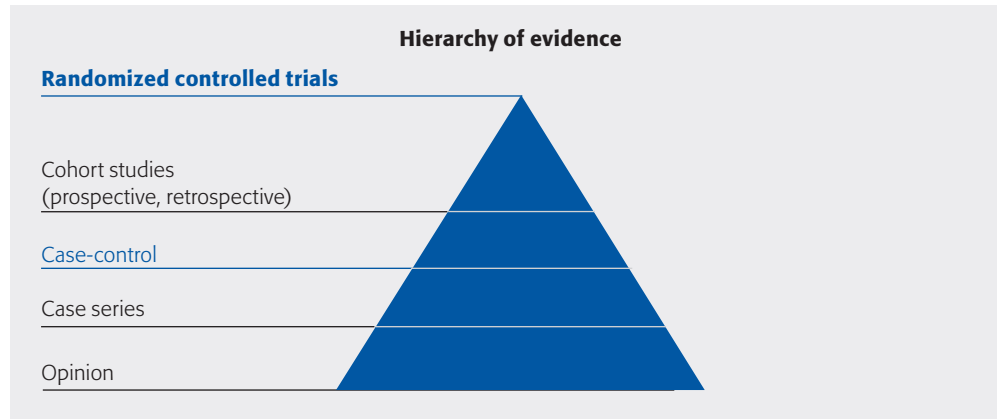 Hierarchy of evidence
Randomized controlled trials
Cohort studies
(prospective, retrospective)
Case-control
Case series
Opinion